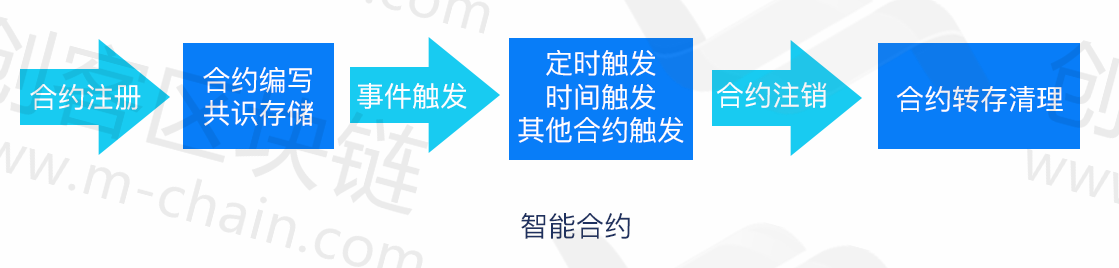 合约注册
合约编写
共识存储
事件触发
定时触发
时间触发
其他合约触发
合约注销
合约转存清理
智能合约
创客区块链
www.m-chain.com